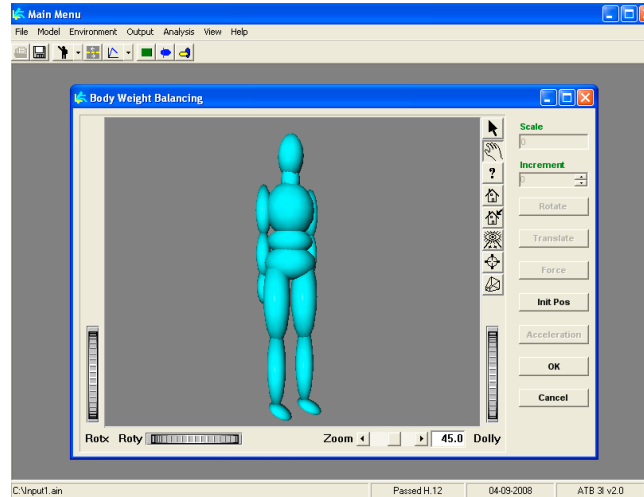 Main Menu
File Model Environment Output Analysis View Help
Body Weight Balancing
?
Scale
0
Increment
0
Rotate
Translate
Force
Init Pos
Acceleration
OK
Cancel
Rotx Roty Zoom 45.0 Dolly
C:\Input1.ain Passed H.12 04-09-2008 ATB 3I v2.0